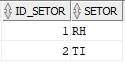 ID_SETOR SETOR
1 RH
2 TI